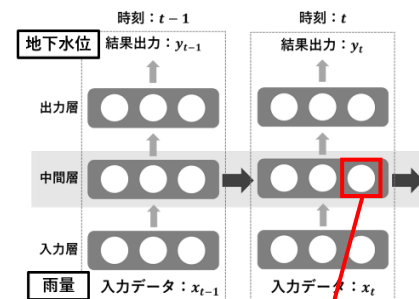 時刻：t − 1
時刻：t
地下水位
結果出力：y_{t−1}
結果出力：y_t
出力層
中間層
入力層
雨量
入力データ：x_{t−1}
入力データ：x_t